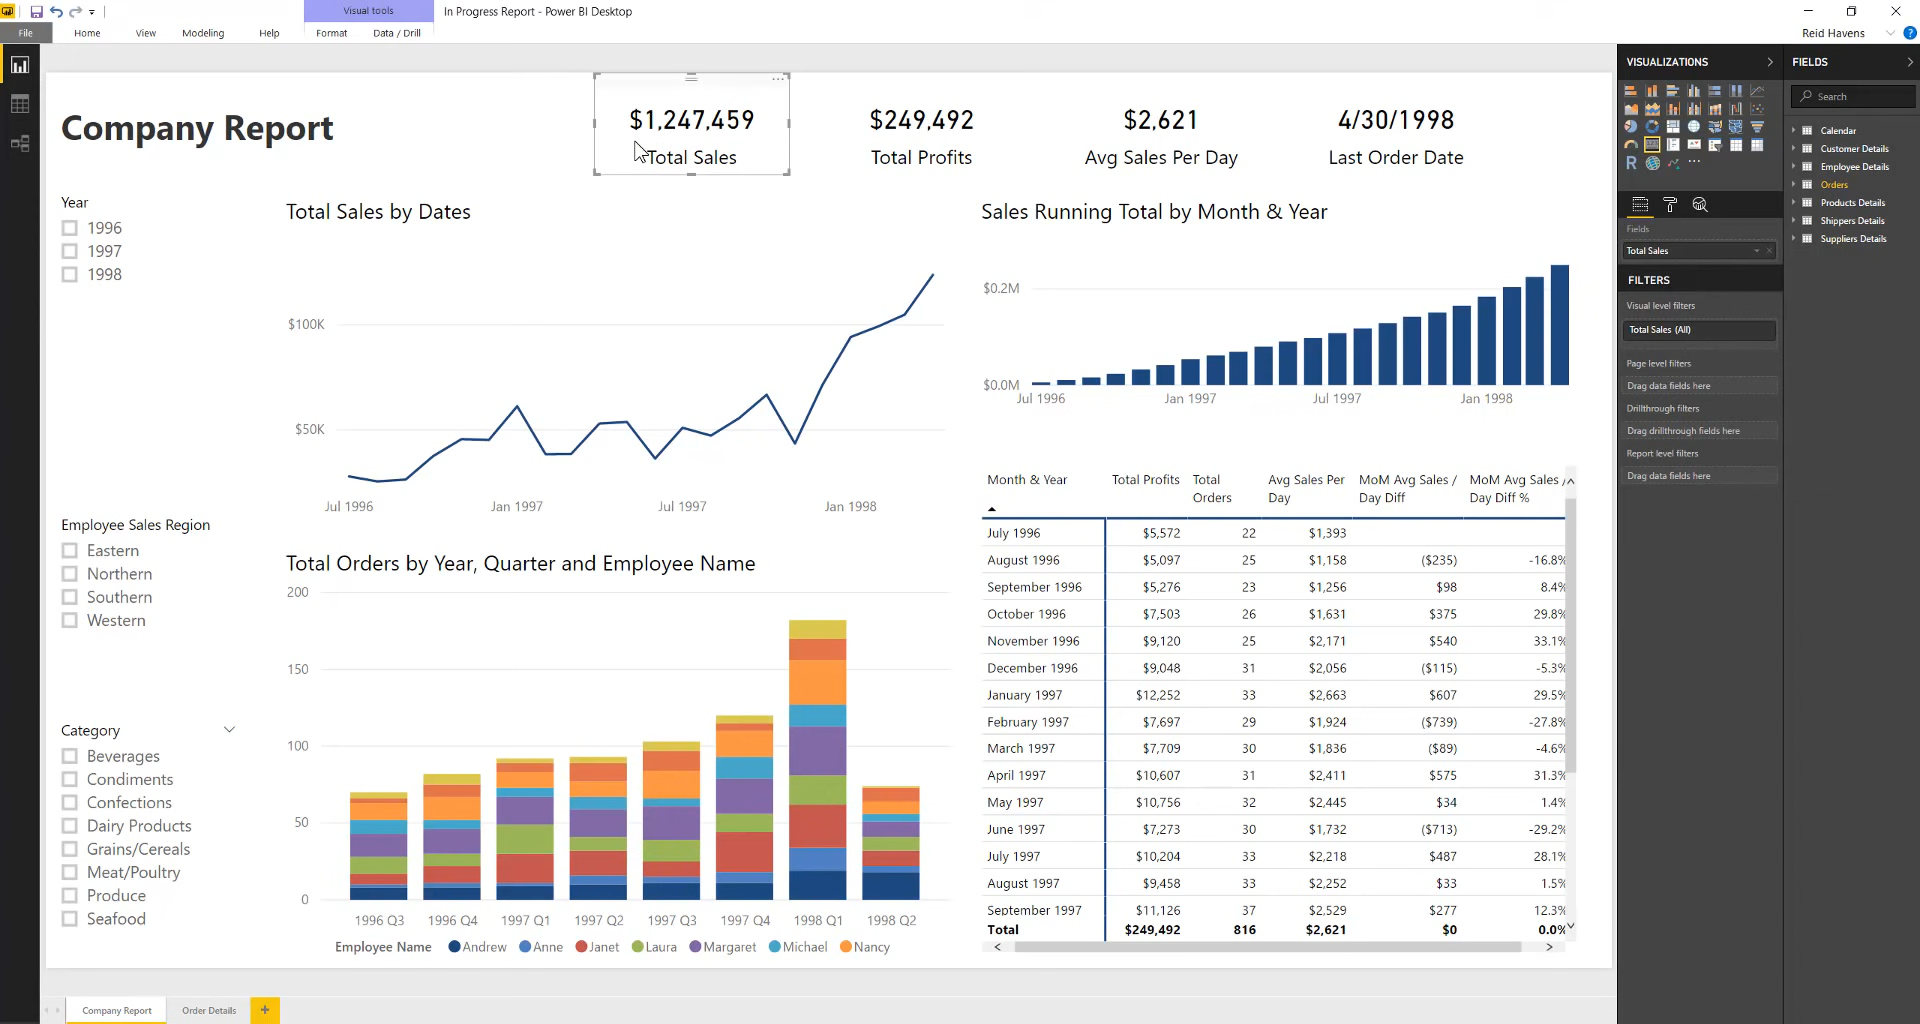 Visual tools
In Progress Report - Power BI Desktop
File
Home
View
Modeling
Help
Format
Data / Drill
Reid Havens
?
Company Report
$1,247,459
Total Sales
$249,492
Total Profits
$2,621
Avg Sales Per Day
4/30/1998
Last Order Date
Year
1996
1997
1998
Employee Sales Region
Eastern
Northern
Southern
Western
Category
Beverages
Condiments
Confections
Dairy Products
Grains/Cereals
Meat/Poultry
Produce
Seafood
Total Sales by Dates
$100K
$50K
Jul 1996
Jan 1997
Jul 1997
Jan 1998
Total Orders by Year, Quarter and Employee Name
200
150
100
50
0
1996 Q3
1996 Q4
1997 Q1
1997 Q2
1997 Q3
1997 Q4
1998 Q1
1998 Q2
Employee Name Andrew Anne Janet Laura Margaret Michael Nancy
Sales Running Total by Month & Year
$0.2M
$0.0M
Jul 1996
Jan 1997
Jul 1997
Jan 1998
Month & Year Total Profits Total Orders Avg Sales Per Day MoM Avg Sales / Day Diff MoM Avg Sales / Day Diff %
July 1996 $5,572 22 $1,393
August 1996 $5,097 25 $1,158 ($235) -16.8%
September 1996 $5,276 23 $1,256 $98 8.4%
October 1996 $7,503 26 $1,631 $375 29.8%
November 1996 $9,120 25 $2,171 $540 33.1%
December 1996 $9,048 31 $2,056 ($115) -5.3%
January 1997 $12,252 33 $2,663 $607 29.5%
February 1997 $7,697 29 $1,924 ($739) -27.8%
March 1997 $7,709 30 $1,836 ($89) -4.6%
April 1997 $10,607 31 $2,411 $575 31.3%
May 1997 $10,756 32 $2,445 $34 1.4%
June 1997 $7,273 30 $1,732 ($713) -29.2%
July 1997 $10,204 33 $2,218 $487 28.1%
August 1997 $9,458 33 $2,252 $33 1.5%
September 1997 $11,126 37 $2,529 $277 12.3%
Total $249,492 816 $2,621 $0 0.0%
VISUALIZATIONS
R
Fields
Total Sales
FILTERS
Visual level filters
Total Sales (All)
Page level filters
Drag data fields here
Drillthrough filters
Drag drillthrough fields here
Report level filters
Drag data fields here
FIELDS
Search
Calendar
Customer Details
Employee Details
Orders
Products Details
Shippers Details
Suppliers Details
Company Report
Order Details
+